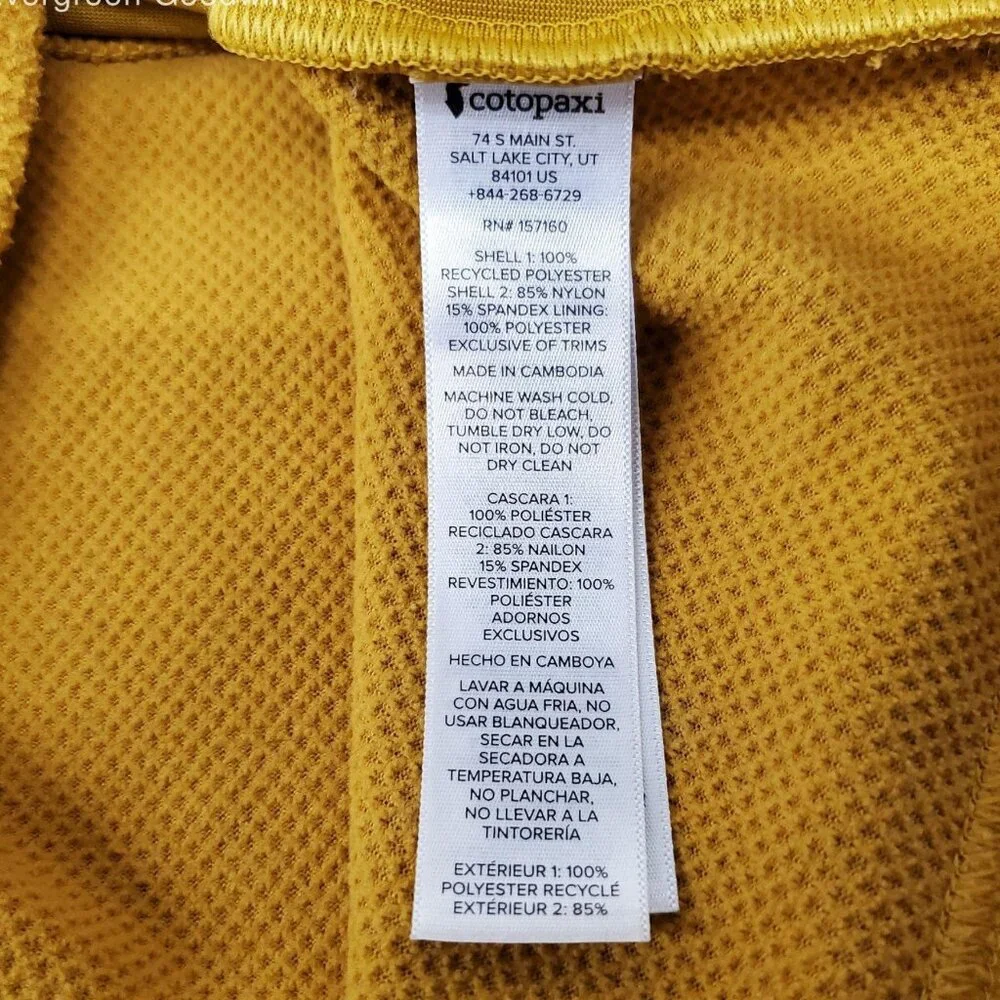 cotopaxi
74 S MAIN ST.
SALT LAKE CITY, UT
84101 US
+844-268-6729
RN# 157160
SHELL 1: 100%
RECYCLED POLYESTER
SHELL 2: 85% NYLON
15% SPANDEX LINING:
100% POLYESTER
EXCLUSIVE OF TRIMS
MADE IN CAMBODIA
MACHINE WASH COLD,
DO NOT BLEACH,
TUMBLE DRY LOW, DO
NOT IRON, DO NOT
DRY CLEAN
CASCARA 1:
100% POLIÉSTER
RECICLADO CASCARA
2: 85% NAILON
15% SPANDEX
REVESTIMIENTO: 100%
POLIÉSTER
ADORNOS
EXCLUSIVOS
HECHO EN CAMBOYA
LAVAR A MÁQUINA
CON AGUA FRIA, NO
USAR BLANQUEADOR,
SECAR EN LA
SECADORA A
TEMPERATURA BAJA,
NO PLANCHAR,
NO LLEVAR A LA
TINTORERÍA
EXTÉRIEUR 1: 100%
POLYESTER RECYCLÉ
EXTÉRIEUR 2: 85%